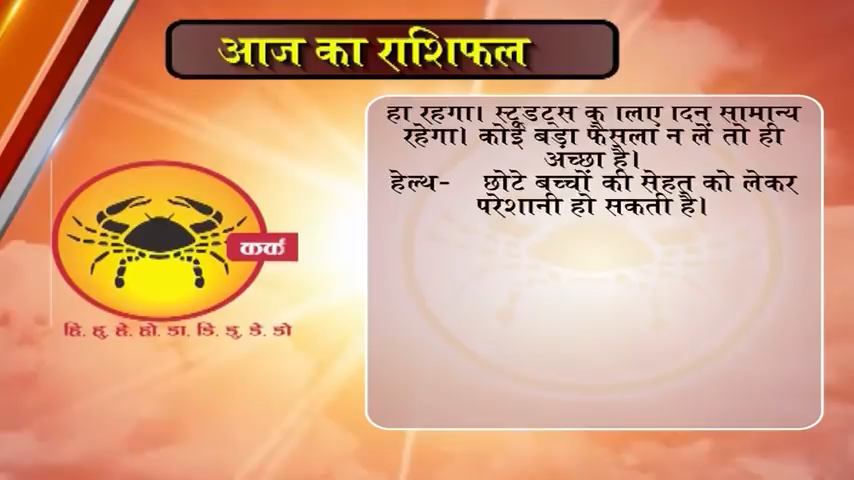 आज का राशिफल
हो रहेगा। स्टूडेंट्स के लिए दिन सामान्य
रहेगा। कोई बड़ा फैसला न लें तो ही
अच्छा है।
हेल्थ- छोटे बच्चों की सेहत को लेकर
परेशानी हो सकती है।
कर्क
हि. हु. हे. हो. डा. डि. डु. डे. डो